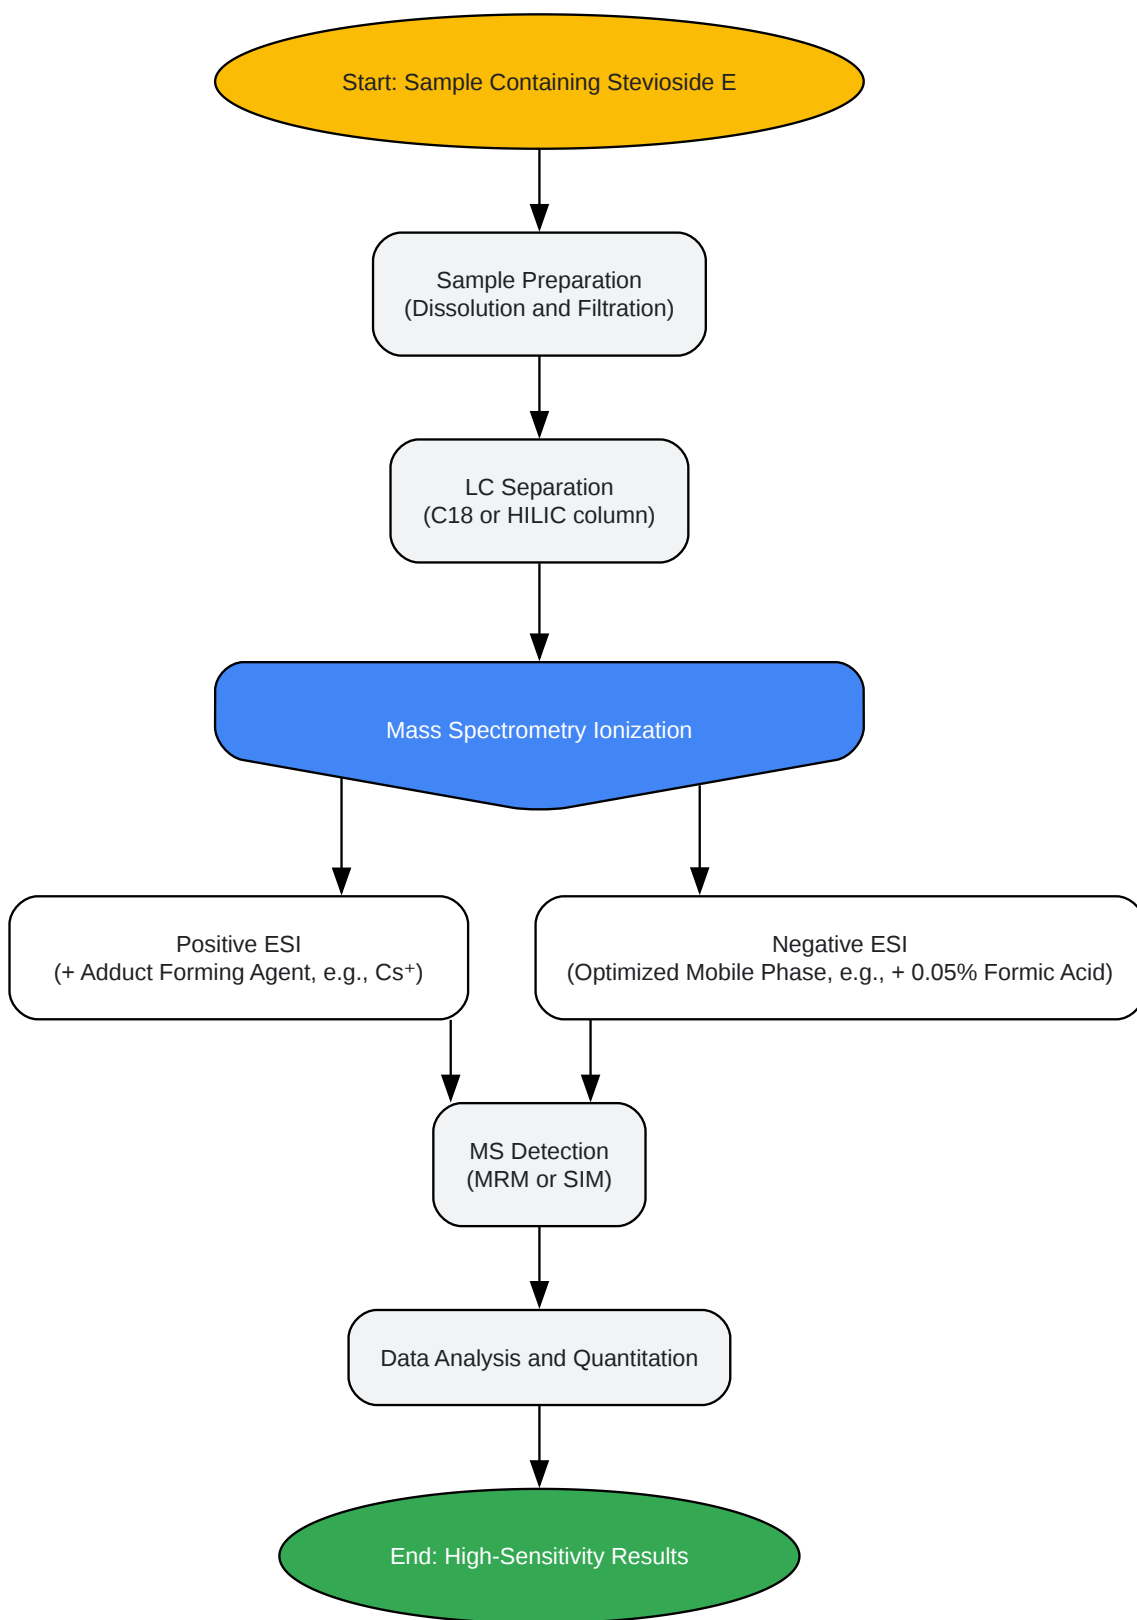 Start: Sample Containing Stevioside E
Sample Preparation
(Dissolution and Filtration)
LC Separation
(C18 or HILIC column)
Mass Spectrometry Ionization
Positive ESI
(+ Adduct Forming Agent, e.g., Cs⁺)
Negative ESI
(Optimized Mobile Phase, e.g., + 0.05% Formic Acid)
MS Detection
(MRM or SIM)
Data Analysis and Quantitation
End: High-Sensitivity Results